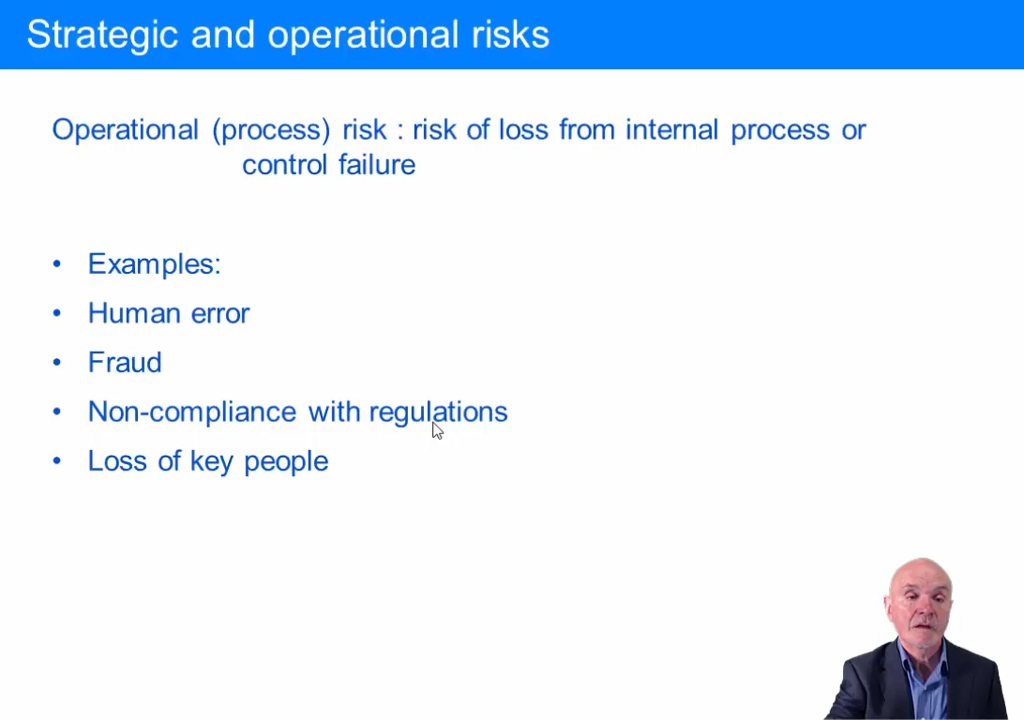 Strategic and operational risks
Operational (process) risk : risk of loss from internal process or
control failure
• Examples:
• Human error
• Fraud
• Non-compliance with regulations
• Loss of key people